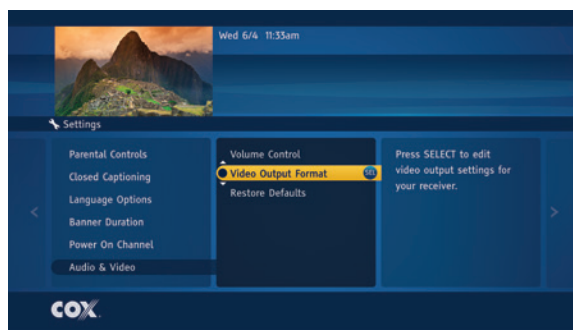 Wed 6/4 11:33am
Settings
Parental Controls
Closed Captioning
Language Options
Banner Duration
Power On Channel
Audio & Video
Volume Control
Video Output Format SEL
Restore Defaults
Press SELECT to edit
video output settings for
your receiver.
COX